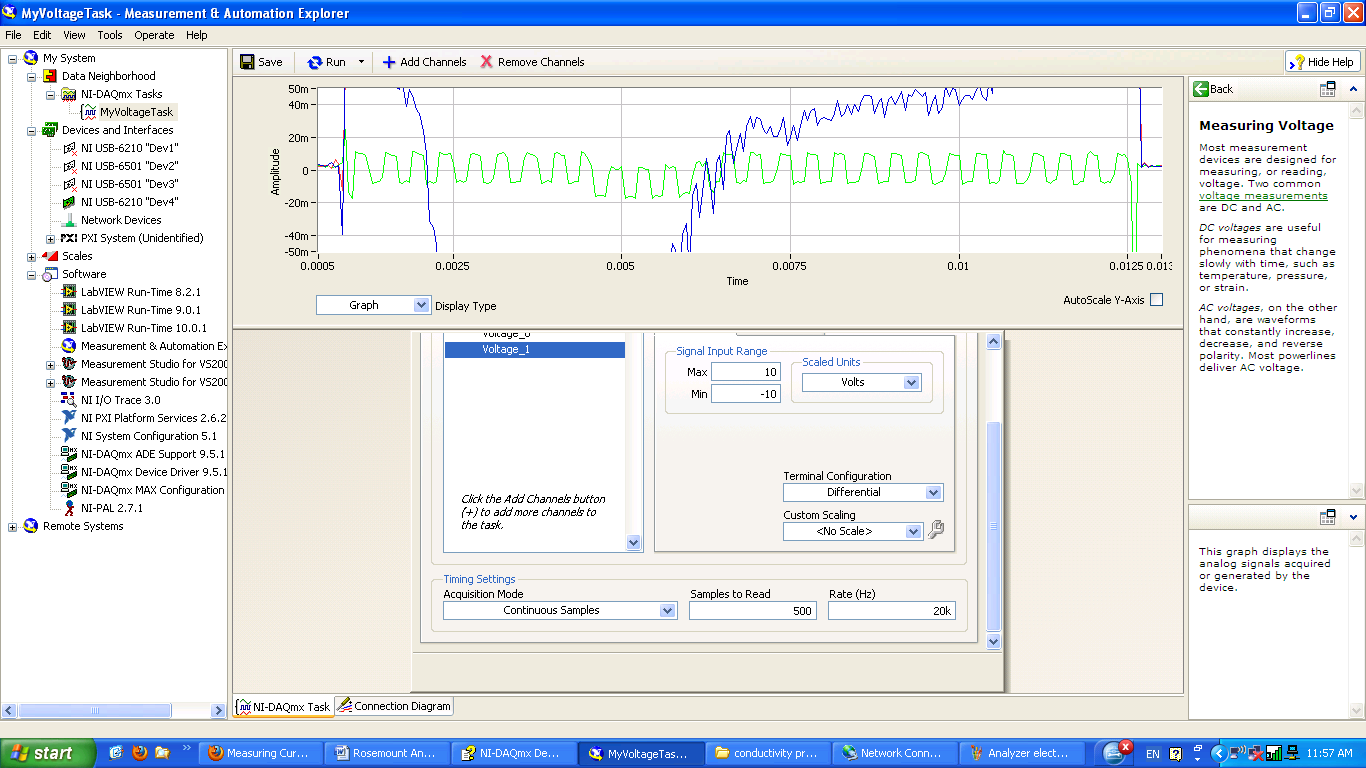 MyVoltageTask - Measurement & Automation Explorer
File Edit View Tools Operate Help
My System
Data Neighborhood
NI-DAQmx Tasks
MyVoltageTask
Devices and Interfaces
NI USB-6210 "Dev1"
NI USB-6501 "Dev2"
NI USB-6501 "Dev3"
NI USB-6210 "Dev4"
Network Devices
PXI PXI System (Unidentified)
Scales
Software
LabVIEW Run-Time 8.2.1
LabVIEW Run-Time 9.0.1
LabVIEW Run-Time 10.0.1
Measurement & Automation Ex
Measurement Studio for VS200
Measurement Studio for VS200
NI I/O Trace 3.0
NI PXI Platform Services 2.6.2
NI System Configuration 5.1
NI-DAQmx ADE Support 9.5.1
NI-DAQmx Device Driver 9.5.1
NI-DAQmx MAX Configuration
NI-PAL 2.7.1
Remote Systems
Save Run Add Channels Remove Channels
Hide Help
50m
40m
20m
0
-20m
-40m
-50m
Amplitude
0.0005 0.0025 0.005 0.0075 0.01 0.0125 0.013
Time
Graph Display Type
AutoScale Y-Axis
Voltage_0
Voltage_1
Click the Add Channels button
(+) to add more channels to
the task.
Signal Input Range
Max 10
Min -10
Scaled Units
Volts
Terminal Configuration
Differential
Custom Scaling
<No Scale>
Timing Settings
Acquisition Mode Samples to Read Rate (Hz)
Continuous Samples 500 20k
NI-DAQmx Task Connection Diagram
Back
Measuring Voltage
Most measurement
devices are designed for
measuring, or reading,
voltage. Two common
voltage measurements
are DC and AC.
DC voltages are useful
for measuring
phenomena that change
slowly with time, such as
temperature, pressure,
or strain.
AC voltages, on the other
hand, are waveforms
that constantly increase,
decrease, and reverse
polarity. Most powerlines
deliver AC voltage.
This graph displays the
analog signals acquired
or generated by the
device.
start
Measuring Cur...
Rosemount An...
NI-DAQmx De...
MyVoltageTas...
conductivity pr...
Network Conn...
Analyzer elect...
EN
11:57 AM